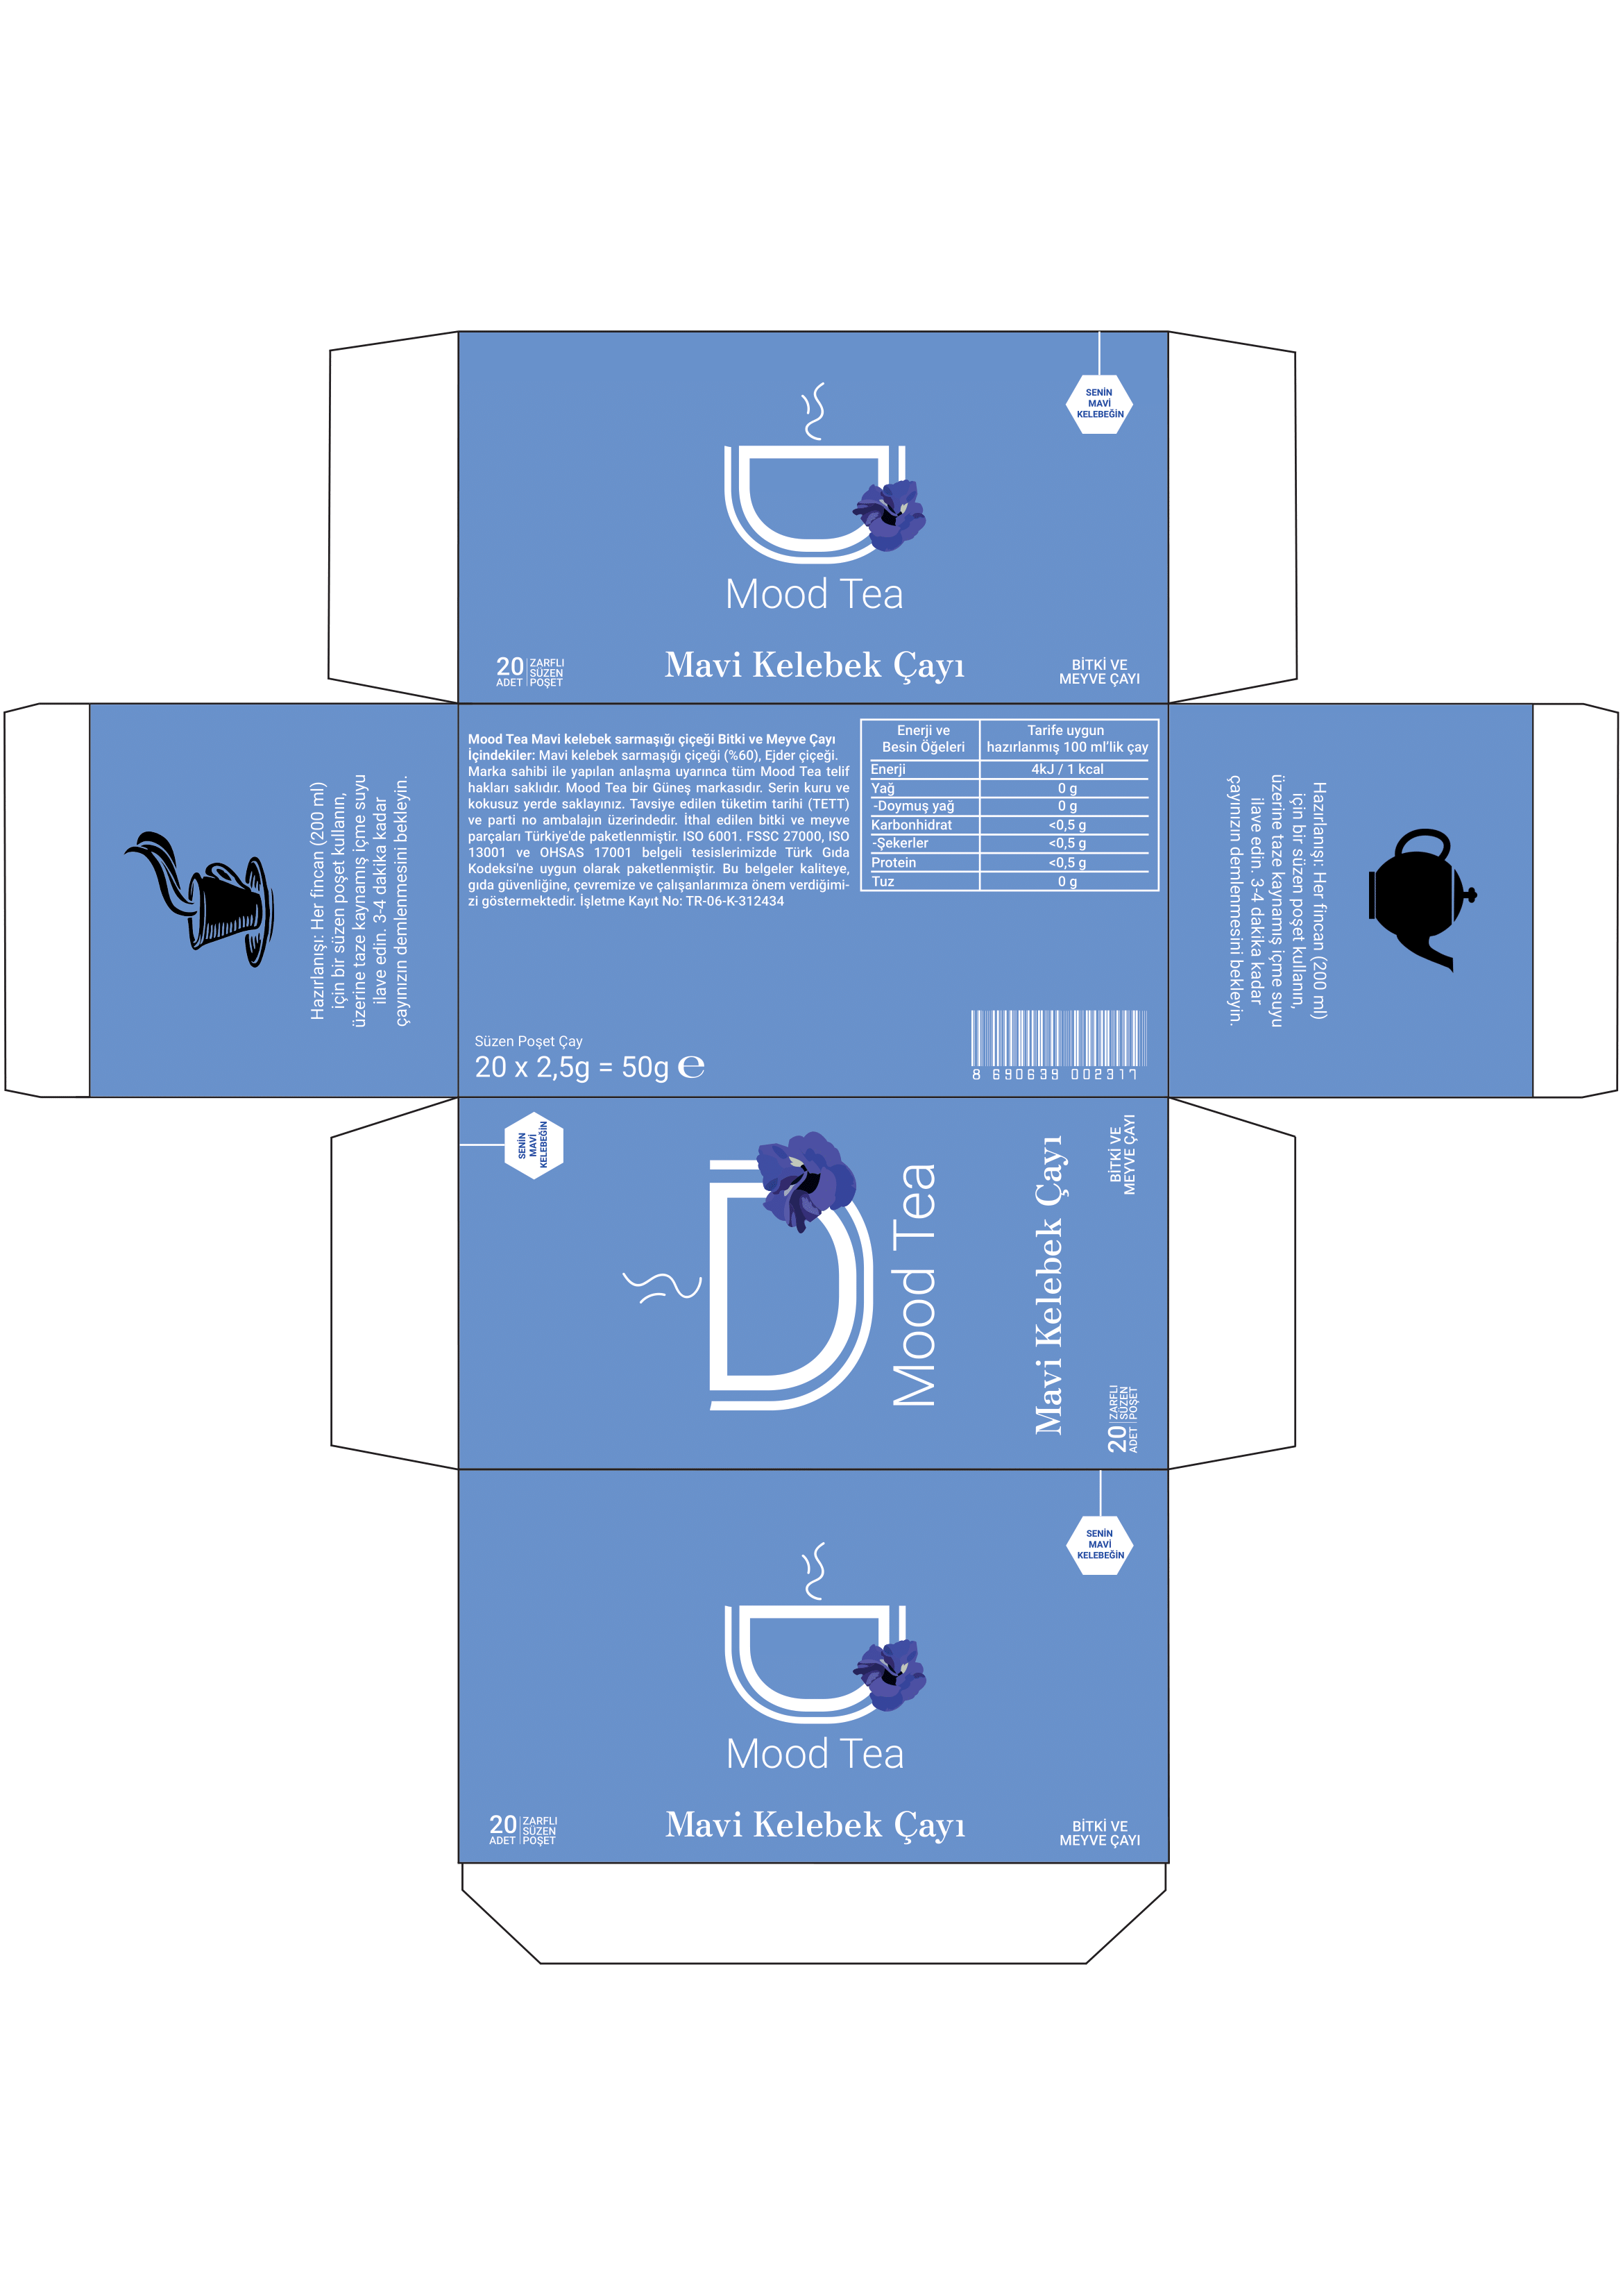 SENİN
MAVİ
KELEBEĞİN
Mood Tea
20 ADET
ZARFLI
SÜZEN
POŞET
Mavi Kelebek Çayı
BİTKİ VE
MEYVE ÇAYI
Hazırlanışı: Her fincan (200 ml)
için bir süzen poşet kullanın,
üzerine taze kaynamış içme suyu
ilave edin. 3-4 dakika kadar
çayınızın demlenmesini bekleyin.
Mood Tea Mavi kelebek sarmaşığı çiçeği Bitki ve Meyve Çayı
İçindekiler: Mavi kelebek sarmaşığı çiçeği (%60), Ejder çiçeği.
Marka sahibi ile yapılan anlaşma uyarınca tüm Mood Tea telif
hakları saklıdır. Mood Tea bir Güneş markasıdır. Serin kuru ve
kokusuz yerde saklayınız. Tavsiye edilen tüketim tarihi (TETT)
ve parti no ambalajın üzerindedir. İthal edilen bitki ve meyve
parçaları Türkiye'de paketlenmiştir. ISO 6001. FSSC 27000, ISO
13001 ve OHSAS 17001 belgeli tesislerimizde Türk Gıda
Kodeksi'ne uygun olarak paketlenmiştir. Bu belgeler kaliteye,
gıda güvenliğine, çevremize ve çalışanlarımıza önem verdiğimi-
zi göstermektedir. İşletme Kayıt No: TR-06-K-312434
Enerji ve
Besin Öğeleri
Tarife uygun
hazırlanmış 100 ml'lik çay
Enerji 4kJ / 1 kcal
Yağ 0 g
-Doymuş yağ 0 g
Karbonhidrat <0,5 g
-Şekerler <0,5 g
Protein <0,5 g
Tuz 0 g
Süzen Poşet Çay
20 x 2,5g = 50g ℮
8 690639 002317
Hazırlanışı: Her fincan (200 ml)
için bir süzen poşet kullanın,
üzerine taze kaynamış içme suyu
ilave edin. 3-4 dakika kadar
çayınızın demlenmesini bekleyin.
SENİN
MAVİ
KELEBEĞİN
Mood Tea
Mavi Kelebek Çayı
20 ADET
ZARFLI
SÜZEN
POŞET
BİTKİ VE
MEYVE ÇAYI
SENİN
MAVİ
KELEBEĞİN
Mood Tea
20 ADET
ZARFLI
SÜZEN
POŞET
Mavi Kelebek Çayı
BİTKİ VE
MEYVE ÇAYI